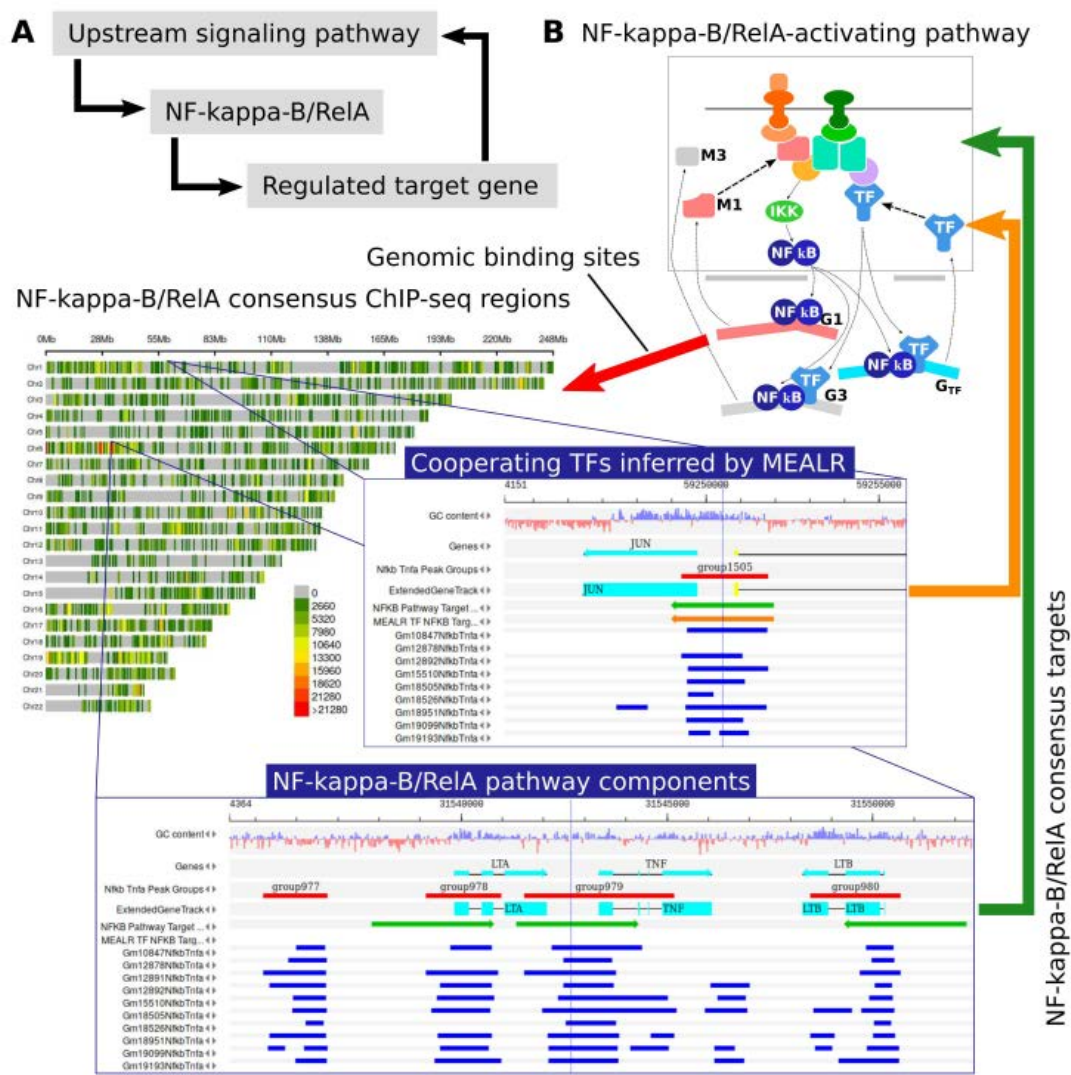 A
Upstream signaling pathway
NF-kappa-B/RelA
Regulated target gene
B NF-kappa-B/RelA-activating pathway
M3
M1
IKK
TF
TF
NF kB
NF kB
G1
TF
NF kB
G3
TF
NF kB
GTF
Genomic binding sites
NF-kappa-B/RelA consensus ChIP-seq regions
0Mb 28Mb 55Mb 83Mb 110Mb 138Mb 165Mb 193Mb 220Mb 248Mb
Chr1
Chr2
Chr3
Chr4
Chr5
Chr6
Chr7
Chr8
Chr9
Chr10
Chr11
Chr12
Chr13
Chr14
Chr15
Chr16
Chr17
Chr18
Chr19
Chr20
Chr21
Chr22
0
2660
5320
7980
10640
13300
15960
18620
21280
>21280
Cooperating TFs inferred by MEALR
4151 59250000 59255000
GC content
Genes
JUN
Nfkb Tnfa Peak Groups
group1505
ExtendedGeneTrack
JUN
NFKB Pathway Target...
MEALR TF NFKB Targ...
Gm10847NfkbTnfa
Gm12878NfkbTnfa
Gm12892NfkbTnfa
Gm15510NfkbTnfa
Gm18505NfkbTnfa
Gm18526NfkbTnfa
Gm18951NfkbTnfa
Gm19099NfkbTnfa
Gm19193NfkbTnfa
NF-kappa-B/RelA pathway components
4364 31540000 31545000 31550000
GC content
Genes
LTA TNF LTB
Nfkb Tnfa Peak Groups
group977 group978 group979 group980
ExtendedGeneTrack
LTA TNF LTB LTB
NFKB Pathway Target ...
MEALR TF NFKB Targ...
Gm10847NfkbTnfa
Gm12878NfkbTnfa
Gm12891NfkbTnfa
Gm12892NfkbTnfa
Gm15510NfkbTnfa
Gm18505NfkbTnfa
Gm18526NfkbTnfa
Gm18951NfkbTnfa
Gm19099NfkbTnfa
Gm19193NfkbTnfa
NF-kappa-B/RelA consensus targets